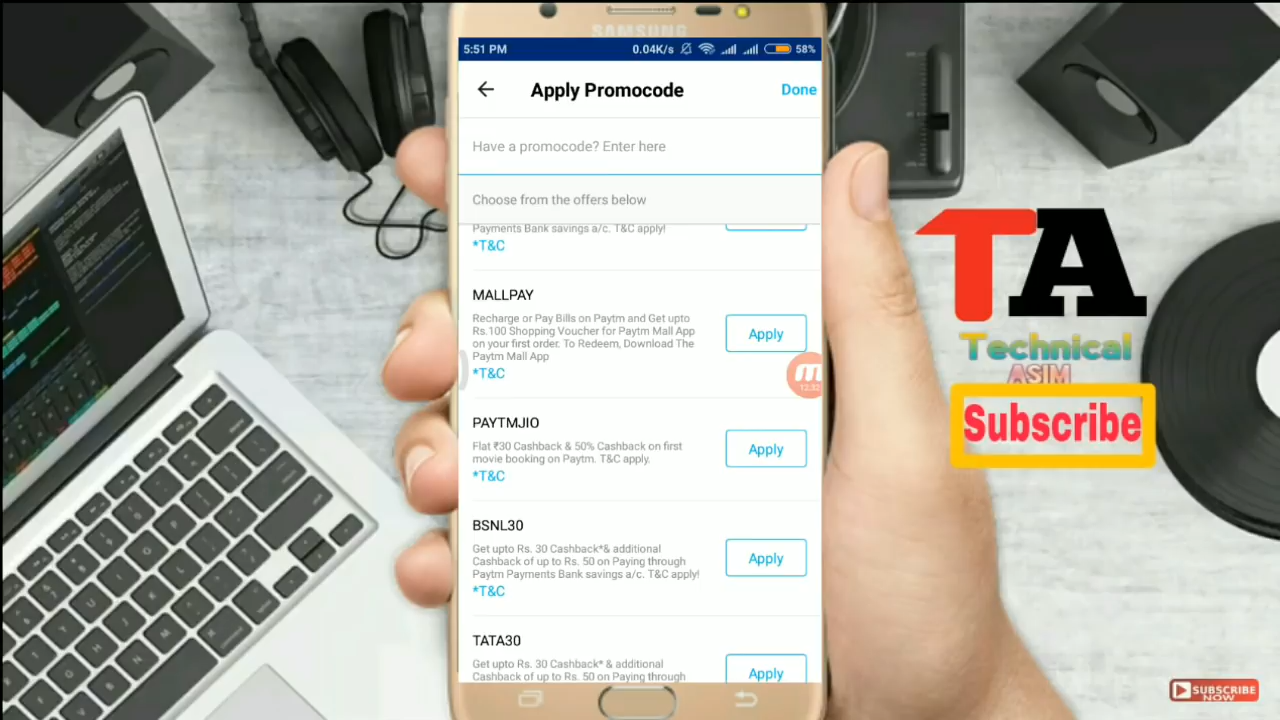 SAMSUNG
5:51 PM 0.04K/s 58%
Apply Promocode Done
Have a promocode? Enter here
Choose from the offers below
Payments Bank savings a/c. T&C apply!
*T&C
MALLPAY
Recharge or Pay Bills on Paytm and Get upto
Rs.100 Shopping Voucher for Paytm Mall App
on your first order. To Redeem, Download The
Paytm Mall App
Apply
*T&C
PAYTMJIO
Flat ₹30 Cashback & 50% Cashback on first
movie booking on Paytm. T&C apply.
Apply
*T&C
BSNL30
Get upto Rs. 30 Cashback*& additional
Cashback of up to Rs. 50 on Paying through
Paytm Payments Bank savings a/c. T&C apply!
Apply
*T&C
TATA30
Get upto Rs. 30 Cashback* & additional
Cashback of up to Rs. 50 on Paying through
Apply
12:32
TA
Technical
ASIM
Subscribe
SUBSCRIBE
NOW